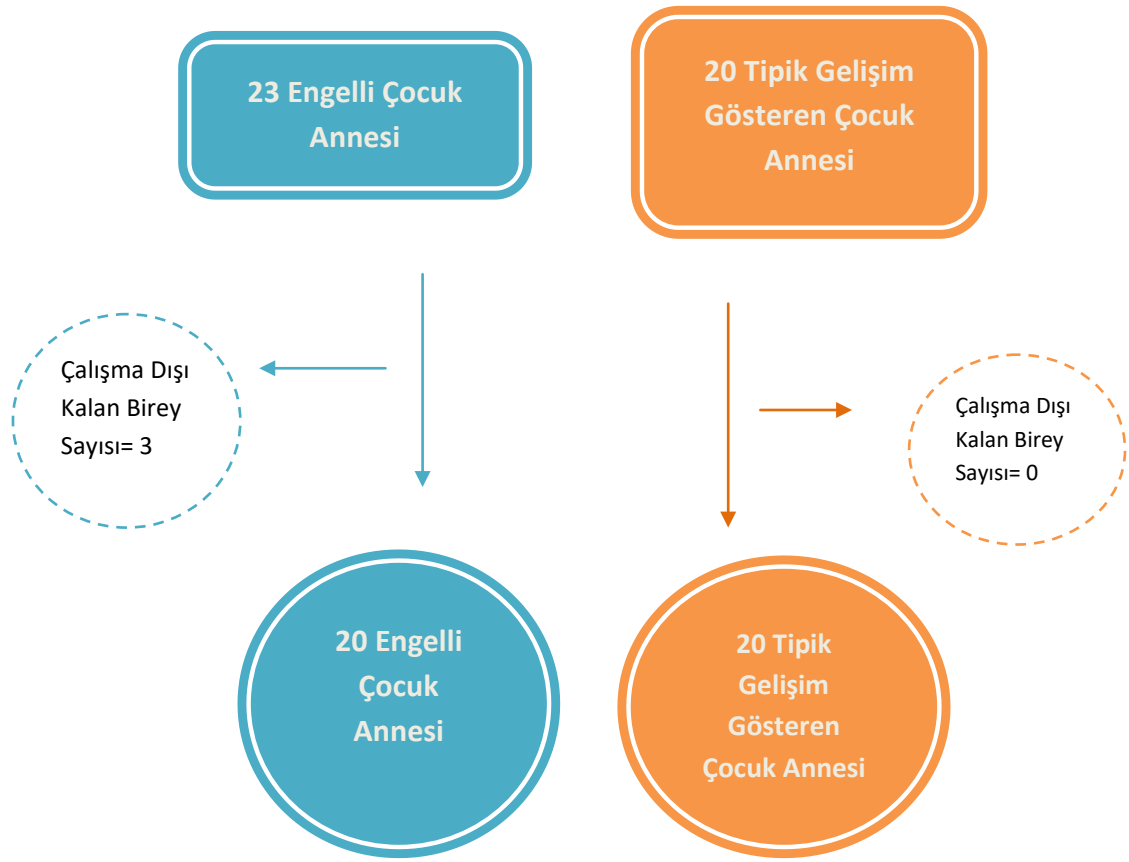 23 Engelli Çocuk
Annesi
20 Tipik Gelişim
Gösteren Çocuk
Annesi
Çalışma Dışı
Kalan Birey
Sayısı= 3
Çalışma Dışı
Kalan Birey
Sayısı= 0
20 Engelli
Çocuk
Annesi
20 Tipik
Gelişim
Gösteren
Çocuk Annesi